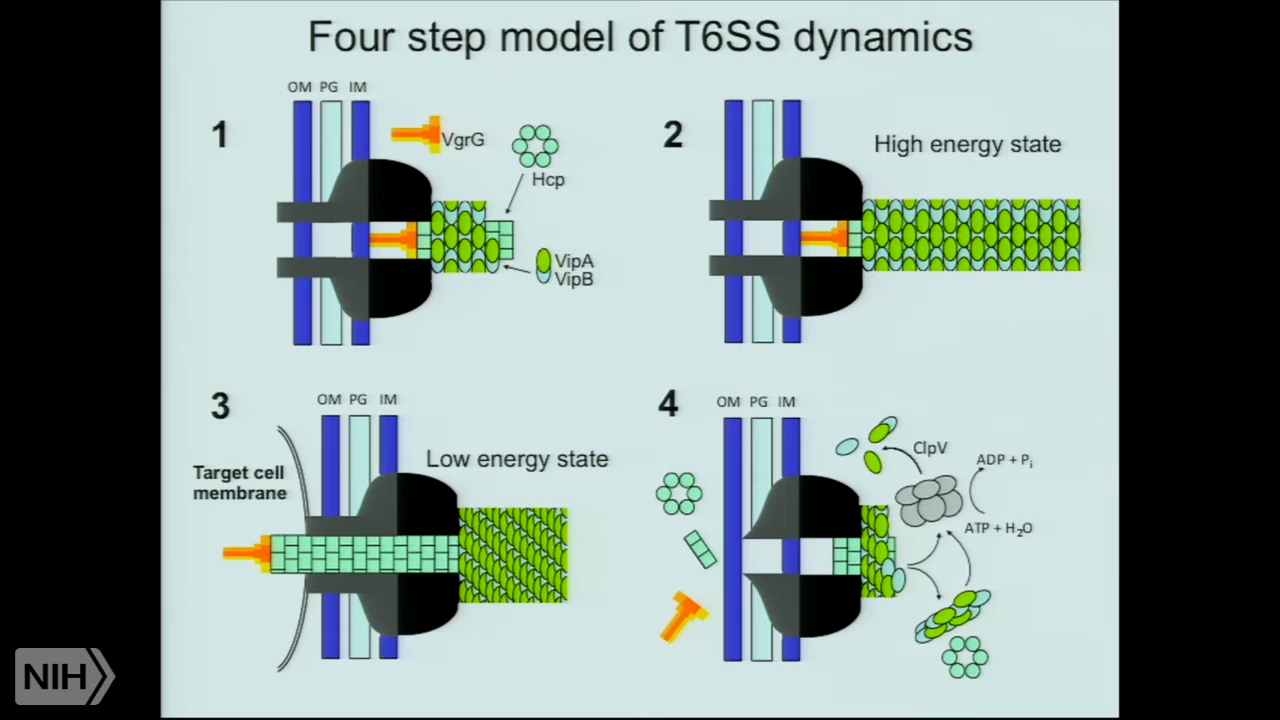 Four step model of T6SS dynamics
1
OM PG IM
VgrG
Hcp
VipA
VipB
2
High energy state
3
OM PG IM
Low energy state
Target cell
membrane
4
OM PG IM
ClpV
ADP + Pi
ATP + H2O
NIH